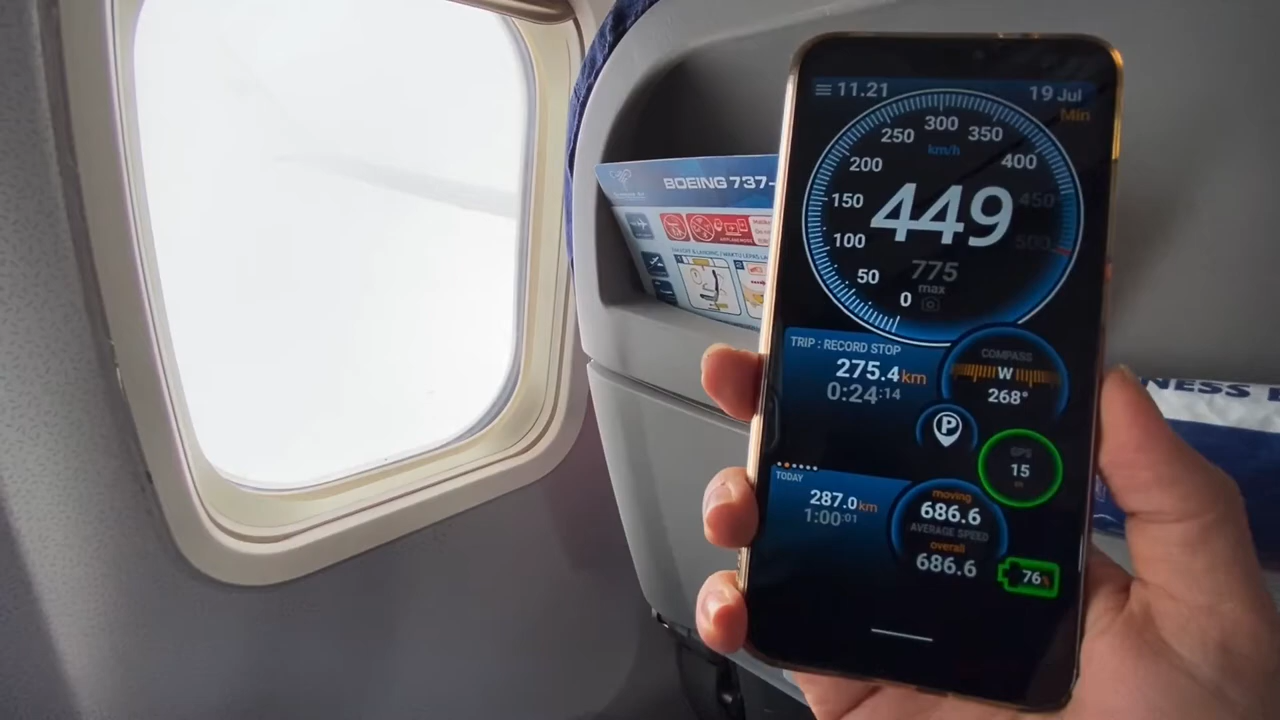 BOEING 737-
11.21
19 Jul
Min
0
50
100
150
200
250
300
350
400
450
500
km/h
449
775
max
TRIP : RECORD STOP
275.4km
0:24:14
COMPASS
W
268°
P
GPS
15
m
TODAY
287.0km
1:00:01
moving
686.6
AVERAGE SPEED
overall
686.6
76%
NESS